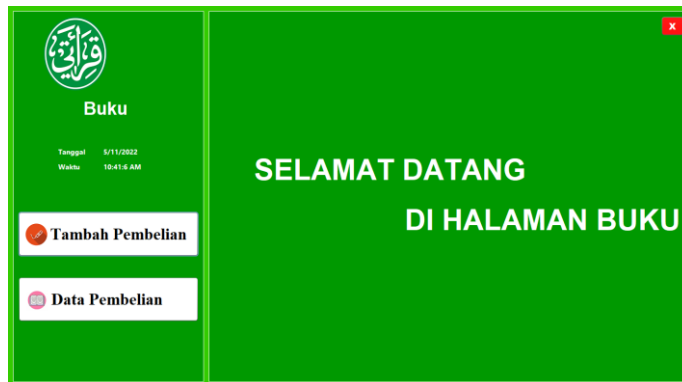 قرآءتي
Buku
Tanggal 5/11/2022
Waktu 10:41:6 AM
Tambah Pembelian
Data Pembelian
X
SELAMAT DATANG
DI HALAMAN BUKU